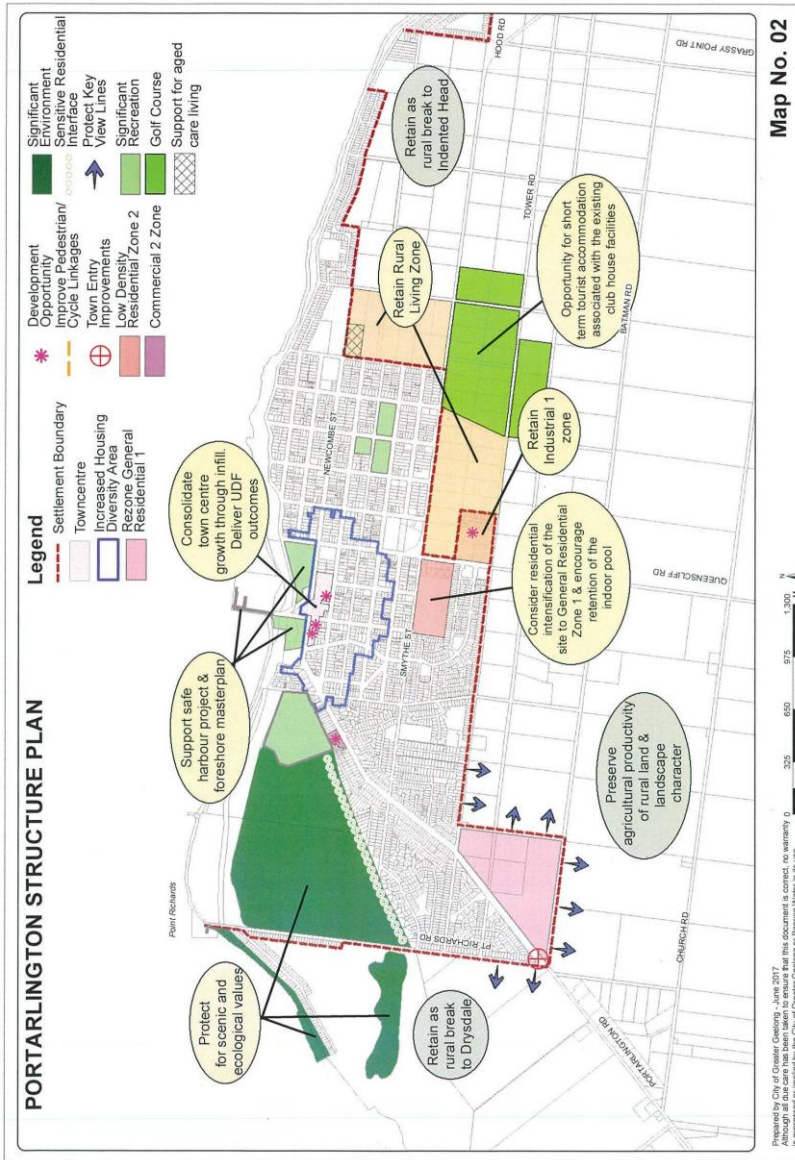 PORTARLINGTON STRUCTURE PLAN
Legend
Settlement Boundary
Towncentre
Increased Housing
Diversity Area
Rezone General
Residential 1
Development
Opportunity
Improve Pedestrian/
Cycle Linkages
Town Entry
Improvements
Low Density
Residential Zone 2
Commercial 2 Zone
Significant
Environment
Sensitive Residential
Interface
Protect Key
View Lines
Significant
Recreation
Golf Course
Support for aged
care living
Point Richards
Protect
for scenic and
ecological values
Support safe
harbour project &
foreshore masterplan
Consolidate
town centre
growth through infill.
Deliver UDF
outcomes
Retain as
rural break to
Indented Head
Retain Rural
Living Zone
Opportunity for short
term tourist accommodation
associated with the existing
club house facilities
Retain
Industrial 1
zone
Consider residential
intensification of the
site to General Residential
Zone 1 & encourage
retention of the
indoor pool
Preserve
agricultural productivity
of rural land &
landscape
character
Retain as
rural break
to Drysdale
NEWCOMBE ST
SMYTHE ST
PT RICHARDS RD
PORTARLINGTON RD
CHURCH RD
QUEENSCLIFF RD
BATMAN RD
TOWER RD
HOOD RD
GRASSY POINT RD
Prepared by City of Greater Geelong - June 2017
Although all due care has been taken to ensure that this document is correct, no warranty
0 325 650 975 1,300
N
Map No. 02